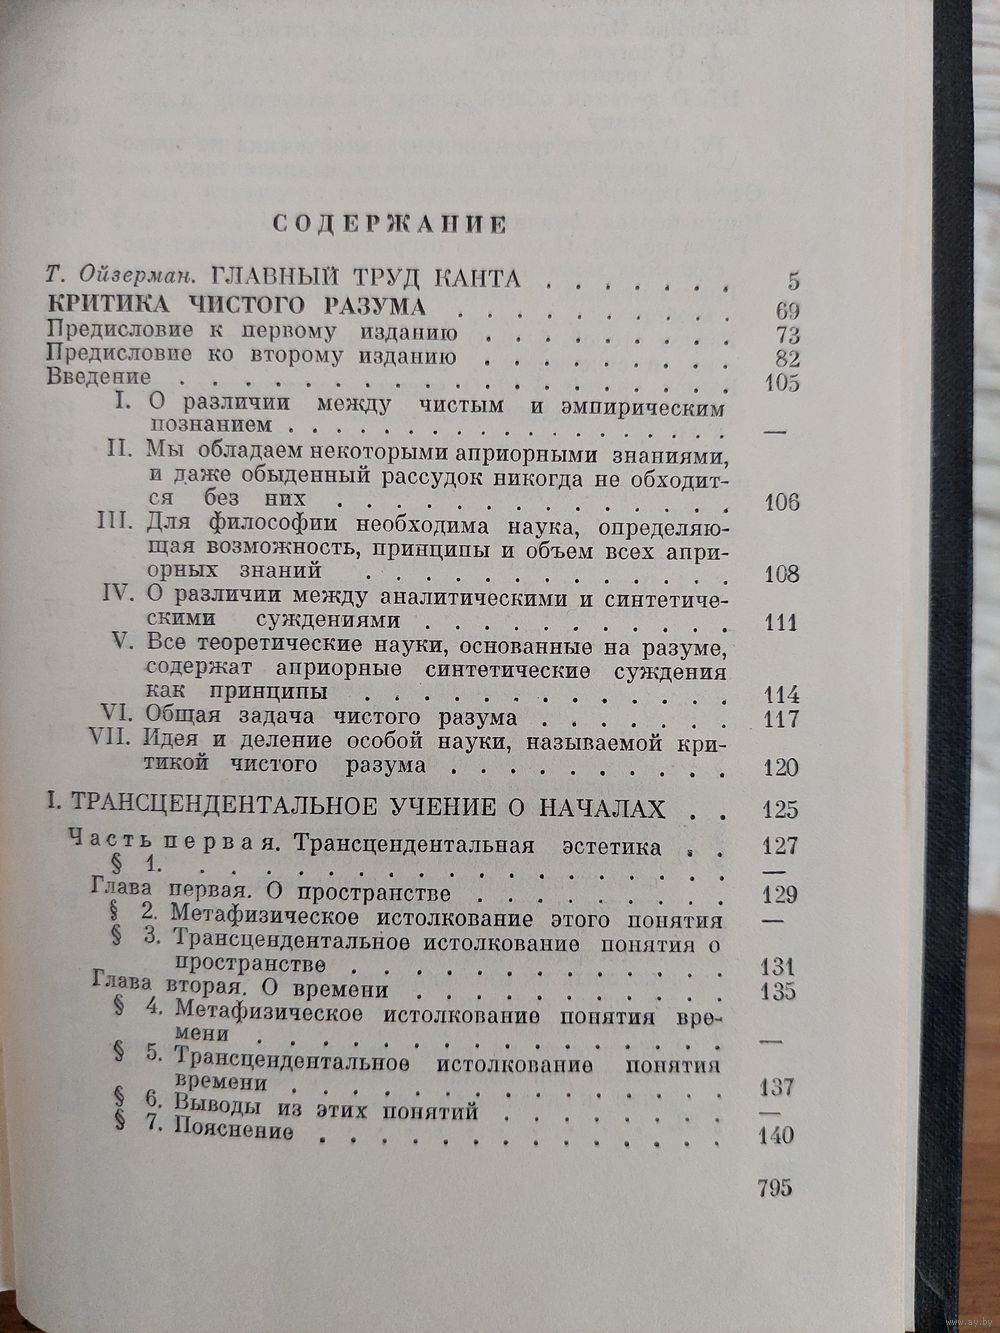 СОДЕРЖАНИЕ
Т. Ойзерман. ГЛАВНЫЙ ТРУД КАНТА . . . . . . . 5
КРИТИКА ЧИСТОГО РАЗУМА . . . . . . . . . . 69
Предисловие к первому изданию . . . . . . . . . 73
Предисловие ко второму изданию . . . . . . . . . 82
Введение . . . . . . . . . . . . . . . . . . 105
I. О различии между чистым и эмпирическим
познанием . . . . . . . . . . . . . . . . —
II. Мы обладаем некоторыми априорными знаниями,
и даже обыденный рассудок никогда не обходит-
ся без них . . . . . . . . . . . . . . 106
III. Для философии необходима наука, определяю-
щая возможность, принципы и объем всех апри-
орных знаний . . . . . . . . . . . . . 108
IV. О различии между аналитическими и синтетиче-
скими суждениями . . . . . . . . . . . 111
V. Все теоретические науки, основанные на разуме,
содержат априорные синтетические суждения
как принципы . . . . . . . . . . . . . 114
VI. Общая задача чистого разума . . . . . . . 117
VII. Идея и деление особой науки, называемой кри-
тикой чистого разума . . . . . . . . . . 120
I. ТРАНСЦЕНДЕНТАЛЬНОЕ УЧЕНИЕ О НАЧАЛАХ . . 125
Часть первая. Трансцендентальная эстетика . . 127
§ 1. . . . . . . . . . . . . . . . . . —
Глава первая. О пространстве . . . . . . . . . 129
§ 2. Метафизическое истолкование этого понятия —
§ 3. Трансцендентальное истолкование понятия о
пространстве . . . . . . . . . . . . . 131
Глава вторая. О времени . . . . . . . . . . . 135
§ 4. Метафизическое истолкование понятия вре-
мени . . . . . . . . . . . . . . . . —
§ 5. Трансцендентальное истолкование понятия
времени . . . . . . . . . . . . . . . 137
§ 6. Выводы из этих понятий . . . . . . . . —
§ 7. Пояснение . . . . . . . . . . . . . . 140
795
www.ay.by